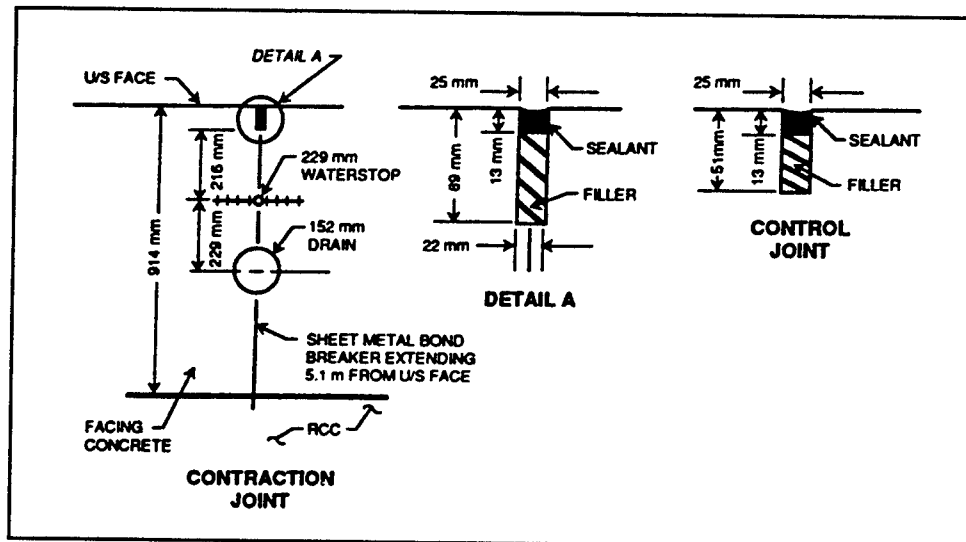 DETAIL A
U/S FACE
216 mm
229 mm
WATERSTOP
229 mm
152 mm
DRAIN
914 mm
SHEET METAL BOND
BREAKER EXTENDING
5.1 m FROM U/S FACE
FACING
CONCRETE
RCC
CONTRACTION
JOINT
25 mm
89 mm
13 mm
SEALANT
FILLER
22 mm
DETAIL A
25 mm
51mm
13 mm
SEALANT
FILLER
CONTROL
JOINT